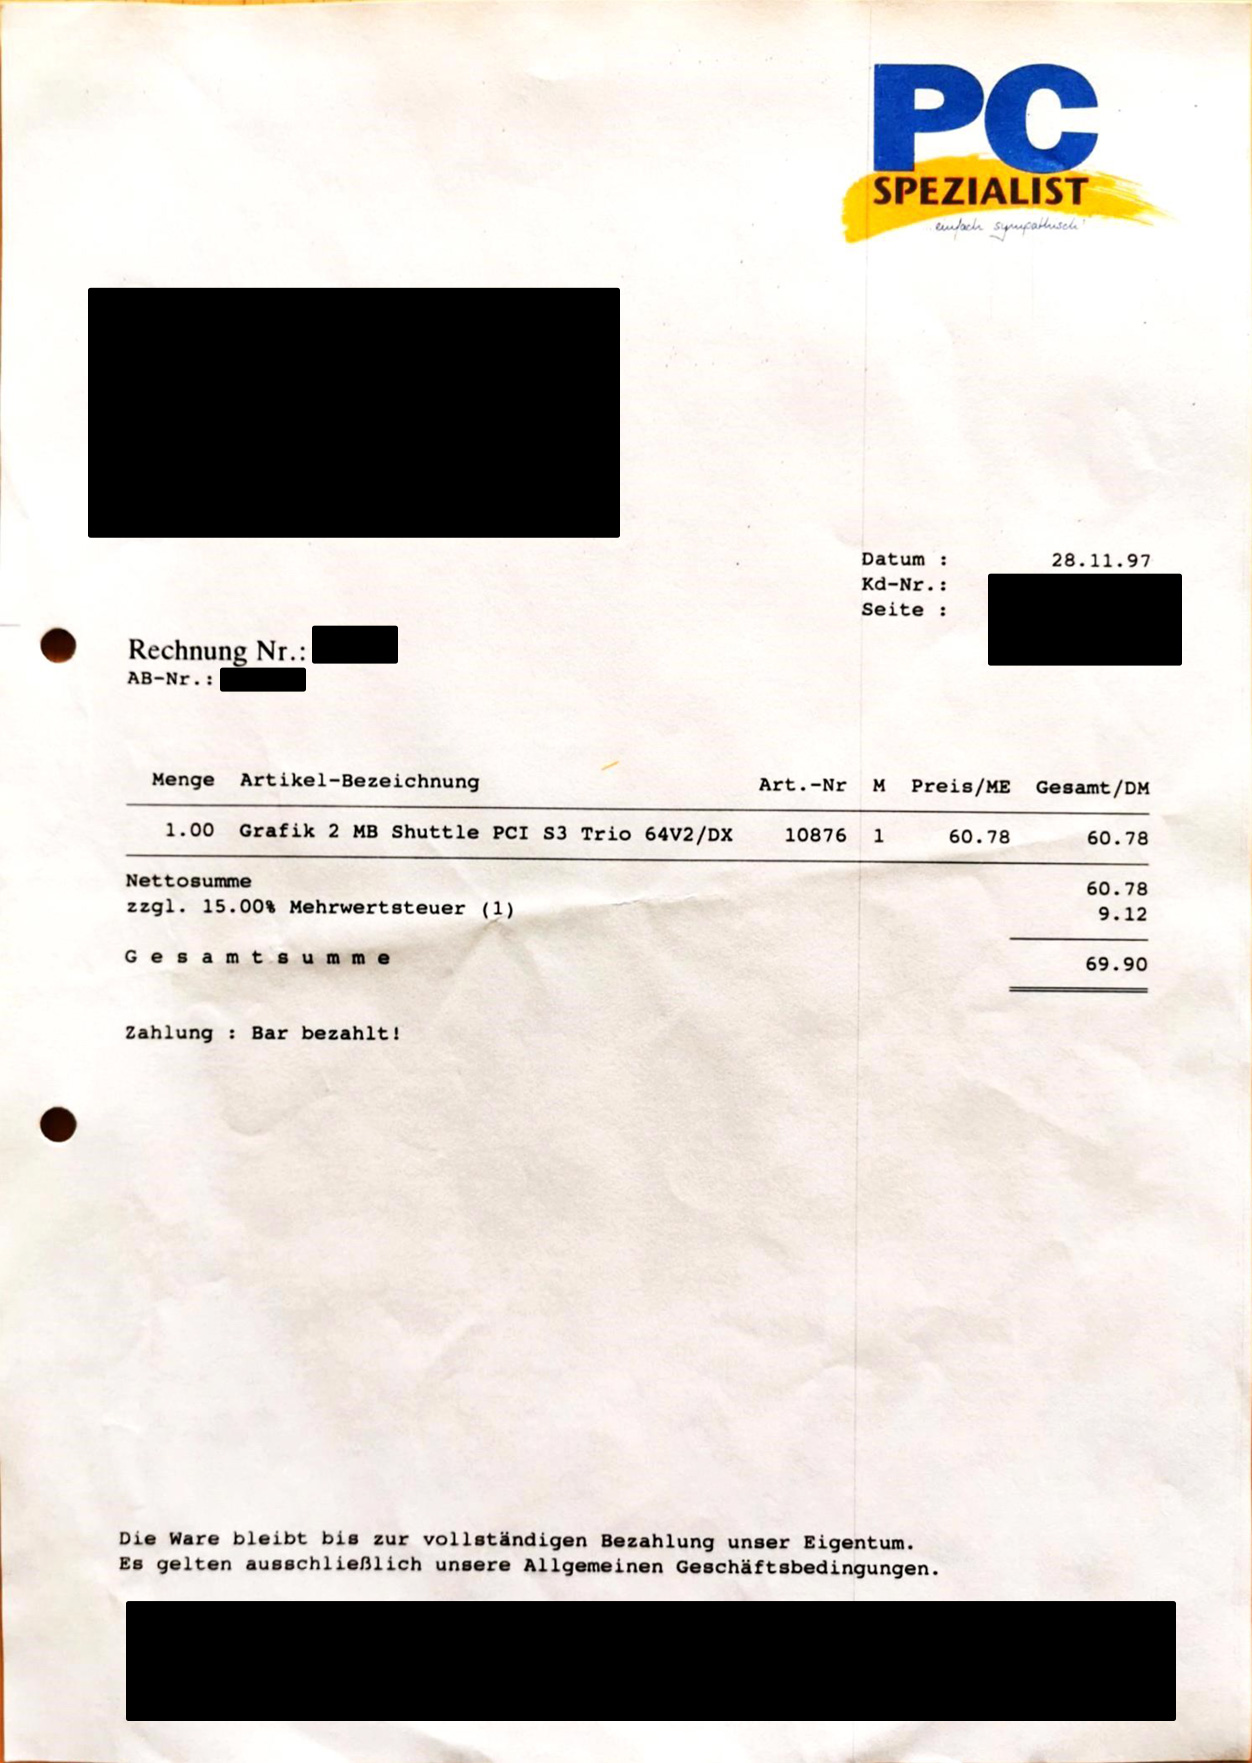 PC
SPEZIALIST
...einfach sympathisch!
Datum : 28.11.97
Kd-Nr.:
Seite :
Rechnung Nr.:
AB-Nr.:
Menge Artikel-Bezeichnung Art.-Nr M Preis/ME Gesamt/DM
1.00 Grafik 2 MB Shuttle PCI S3 Trio 64V2/DX 10876 1 60.78 60.78
Nettosumme 60.78
zzgl. 15.00% Mehrwertsteuer (1) 9.12
G e s a m t s u m m e 69.90
Zahlung : Bar bezahlt!
Die Ware bleibt bis zur vollständigen Bezahlung unser Eigentum.
Es gelten ausschließlich unsere Allgemeinen Geschäftsbedingungen.